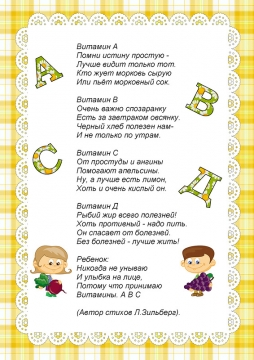 Витамин А
Помни истину простую -
Лучше видит только тот.
Кто жует морковь сырую
Или пьёт морковный сок.
Витамин В
Очень важно спозаранку
Есть за завтраком овсянку.
Черный хлеб полезен нам-
И не только по утрам.
Витамин С
От простуды и ангины
Помогают апельсины.
Ну, а лучше есть лимон,
Хоть и очень кислый он.
Витамин Д
Рыбий жир всего полезней!
Хоть противный - надо пить.
Он спасает от болезней.
Без болезней - лучше жить!
Ребенок:
Никогда не унываю
И улыбка на лице,
Потому что принимаю
Витамины. А В С
(Автор стихов Л.Зильберг).
А
В
С
Д